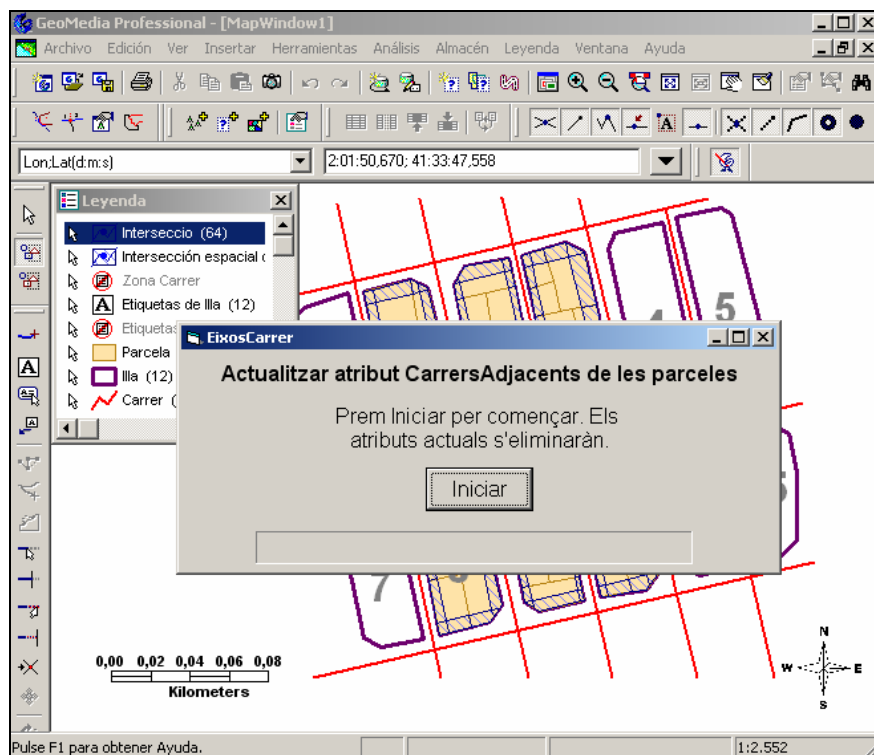 GeoMedia Professional - [MapWindow1]
Archivo Edición Ver Insertar Herramientas Análisis Almacén Leyenda Ventana Ayuda
Lon;Lat(d:m:s) 2:01:50,670; 41:33:47,558
Leyenda
Interseccio (64)
Intersección espacial
Zona Carrer
A Etiquetas de Illa (12)
Etiquetas
Parcela
Illa (12)
Carrer (
5
EixosCarrer
Actualitzar atribut CarrersAdjacents de les parceles
Prem Iniciar per començar. Els
atributs actuals s'eliminaràn.
Iniciar
7
0,00 0,02 0,04 0,06 0,08
Kilometers
N
W E
S
Pulse F1 para obtener Ayuda. 1:2.552